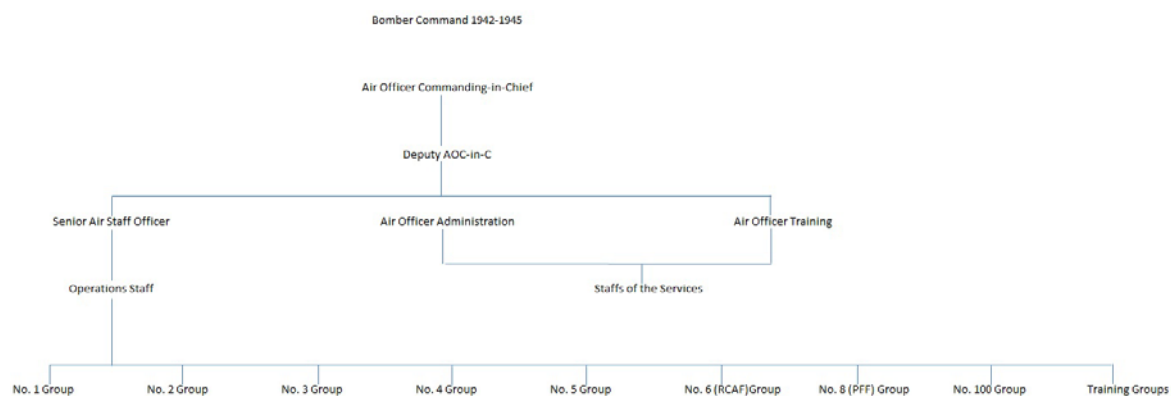 Bomber Command 1942-1945
Air Officer Commanding-in-Chief
Deputy AOC-in-C
Senior Air Staff Officer
Air Officer Administration
Air Officer Training
Operations Staff
Staffs of the Services
No. 1 Group
No. 2 Group
No. 3 Group
No. 4 Group
No. 5 Group
No. 6 (RCAF)Group
No. 8 (PFF) Group
No. 100 Group
Training Groups